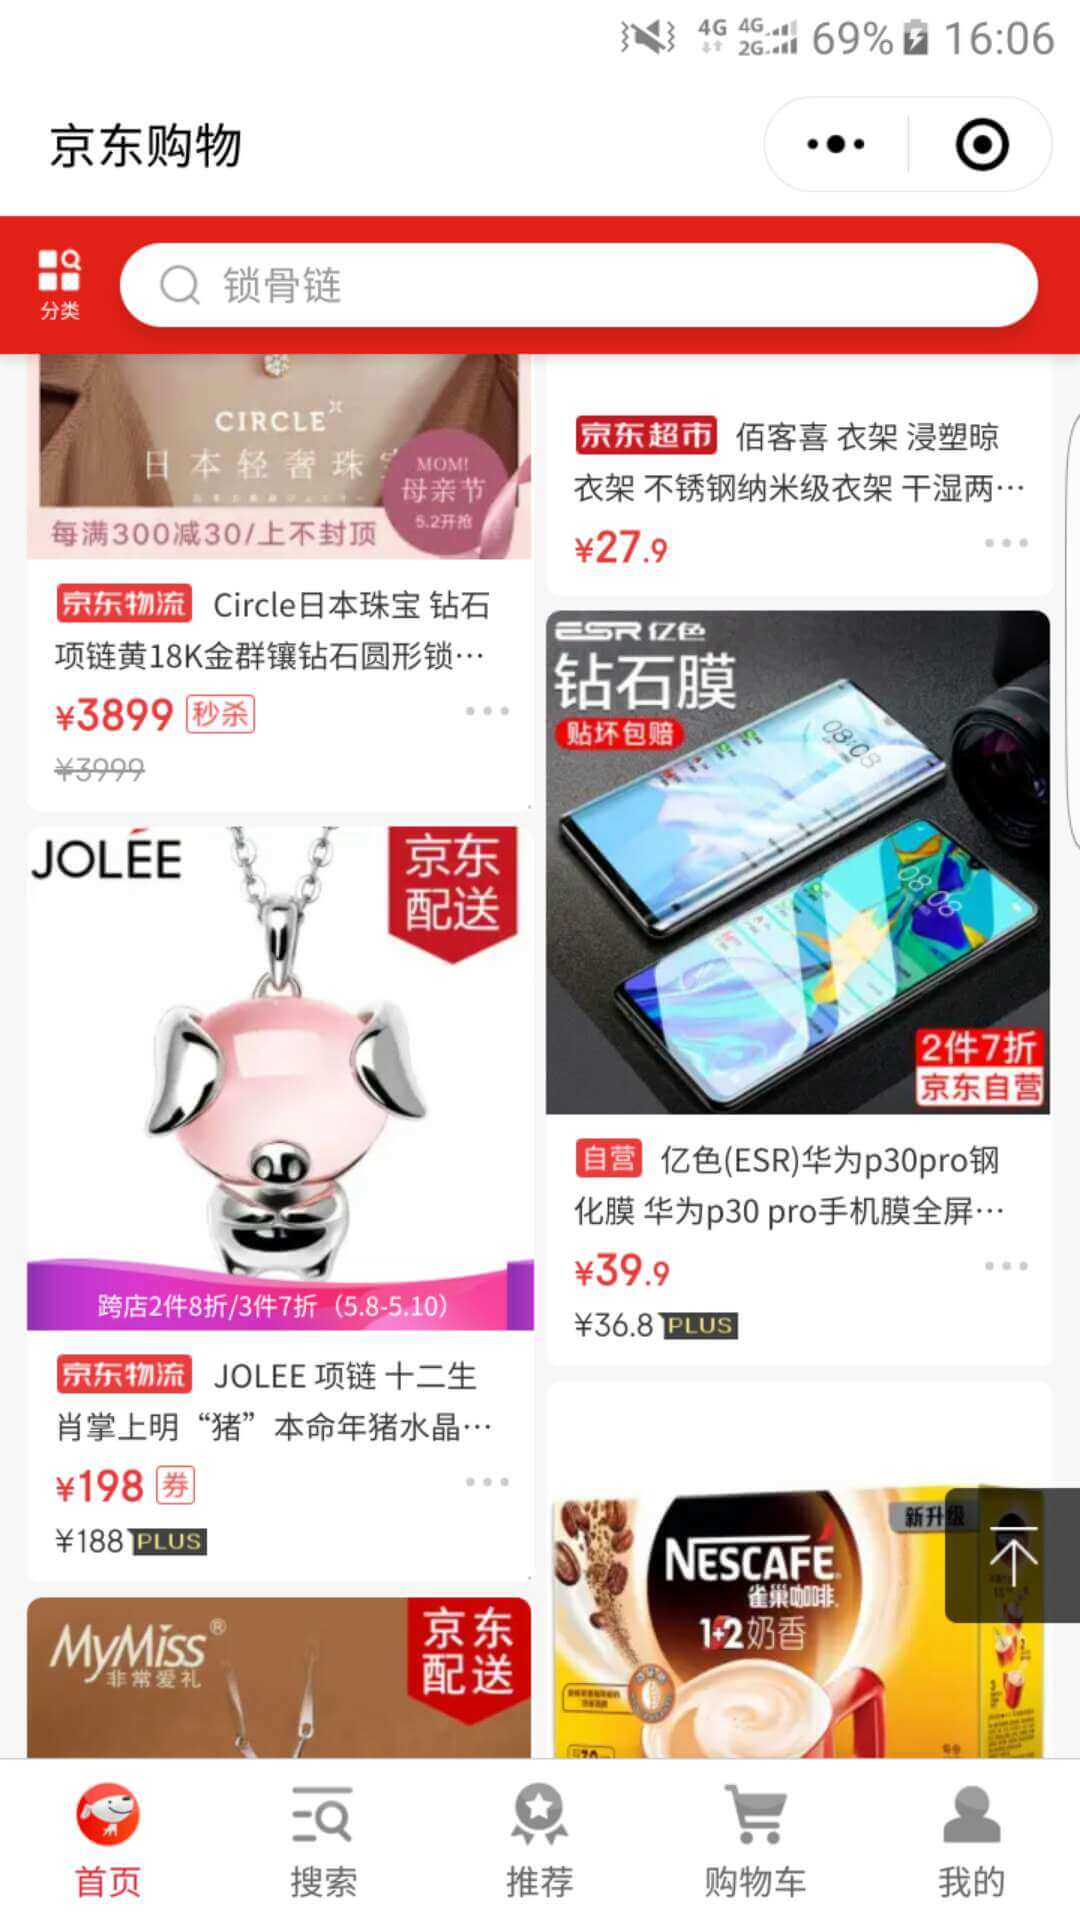 4G 4G 2G 69% 16:06
京东购物
分类
锁骨链
CIRCLE
日本轻奢珠宝
MOM!
母亲节
5.2开抢
每满300减30/上不封顶
京东物流 Circle日本珠宝 钻石
项链黄18K金群镶钻石圆形锁…
¥3899 秒杀
¥3999
JOLÉE
京东
配送
跨店2件8折/3件7折（5.8-5.10）
京东物流 JOLEE 项链 十二生
肖掌上明“猪”本命年猪水晶…
¥198 券
¥188 PLUS
MyMiss®
非常爱礼
京东
配送
京东超市 佰客喜 衣架 浸塑晾
衣架 不锈钢纳米级衣架 干湿两…
¥27.9
ESR 亿色
钻石膜
贴坏包赔
08:08
08:08
2件7折
京东自营
自营 亿色(ESR)华为p30pro钢
化膜 华为p30 pro手机膜全屏…
¥39.9
¥36.8 PLUS
新升级
NESCAFÉ
雀巢咖啡
1+2 奶香
首页
搜索
推荐
购物车
我的